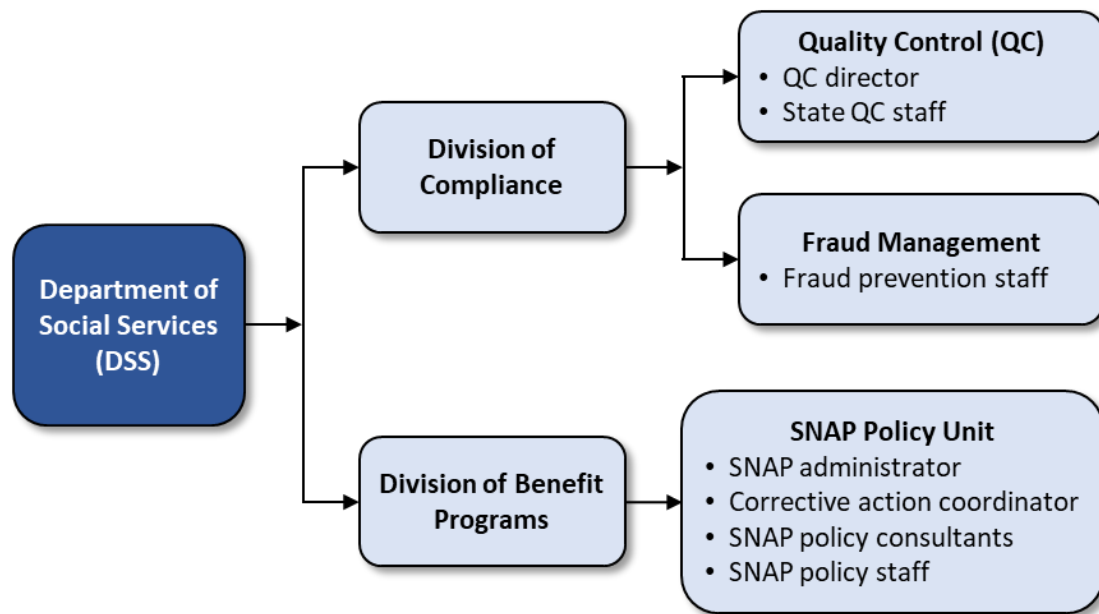 Department of
Social Services
(DSS)
Division of
Compliance
Quality Control (QC)
• QC director
• State QC staff
Fraud Management
• Fraud prevention staff
Division of Benefit
Programs
SNAP Policy Unit
• SNAP administrator
• Corrective action coordinator
• SNAP policy consultants
• SNAP policy staff